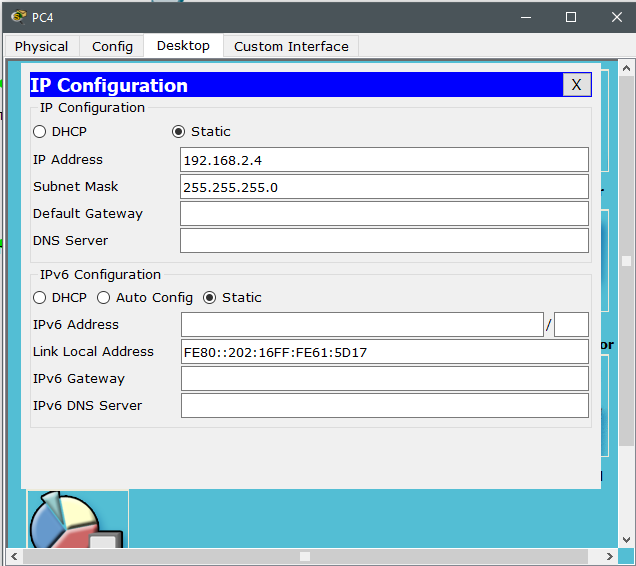 PC4
Physical Config Desktop Custom Interface
IP Configuration X
IP Configuration
DHCP Static
IP Address 192.168.2.4
Subnet Mask 255.255.255.0
Default Gateway
DNS Server
IPv6 Configuration
DHCP Auto Config Static
IPv6 Address /
Link Local Address FE80::202:16FF:FE61:5D17
IPv6 Gateway
IPv6 DNS Server
or